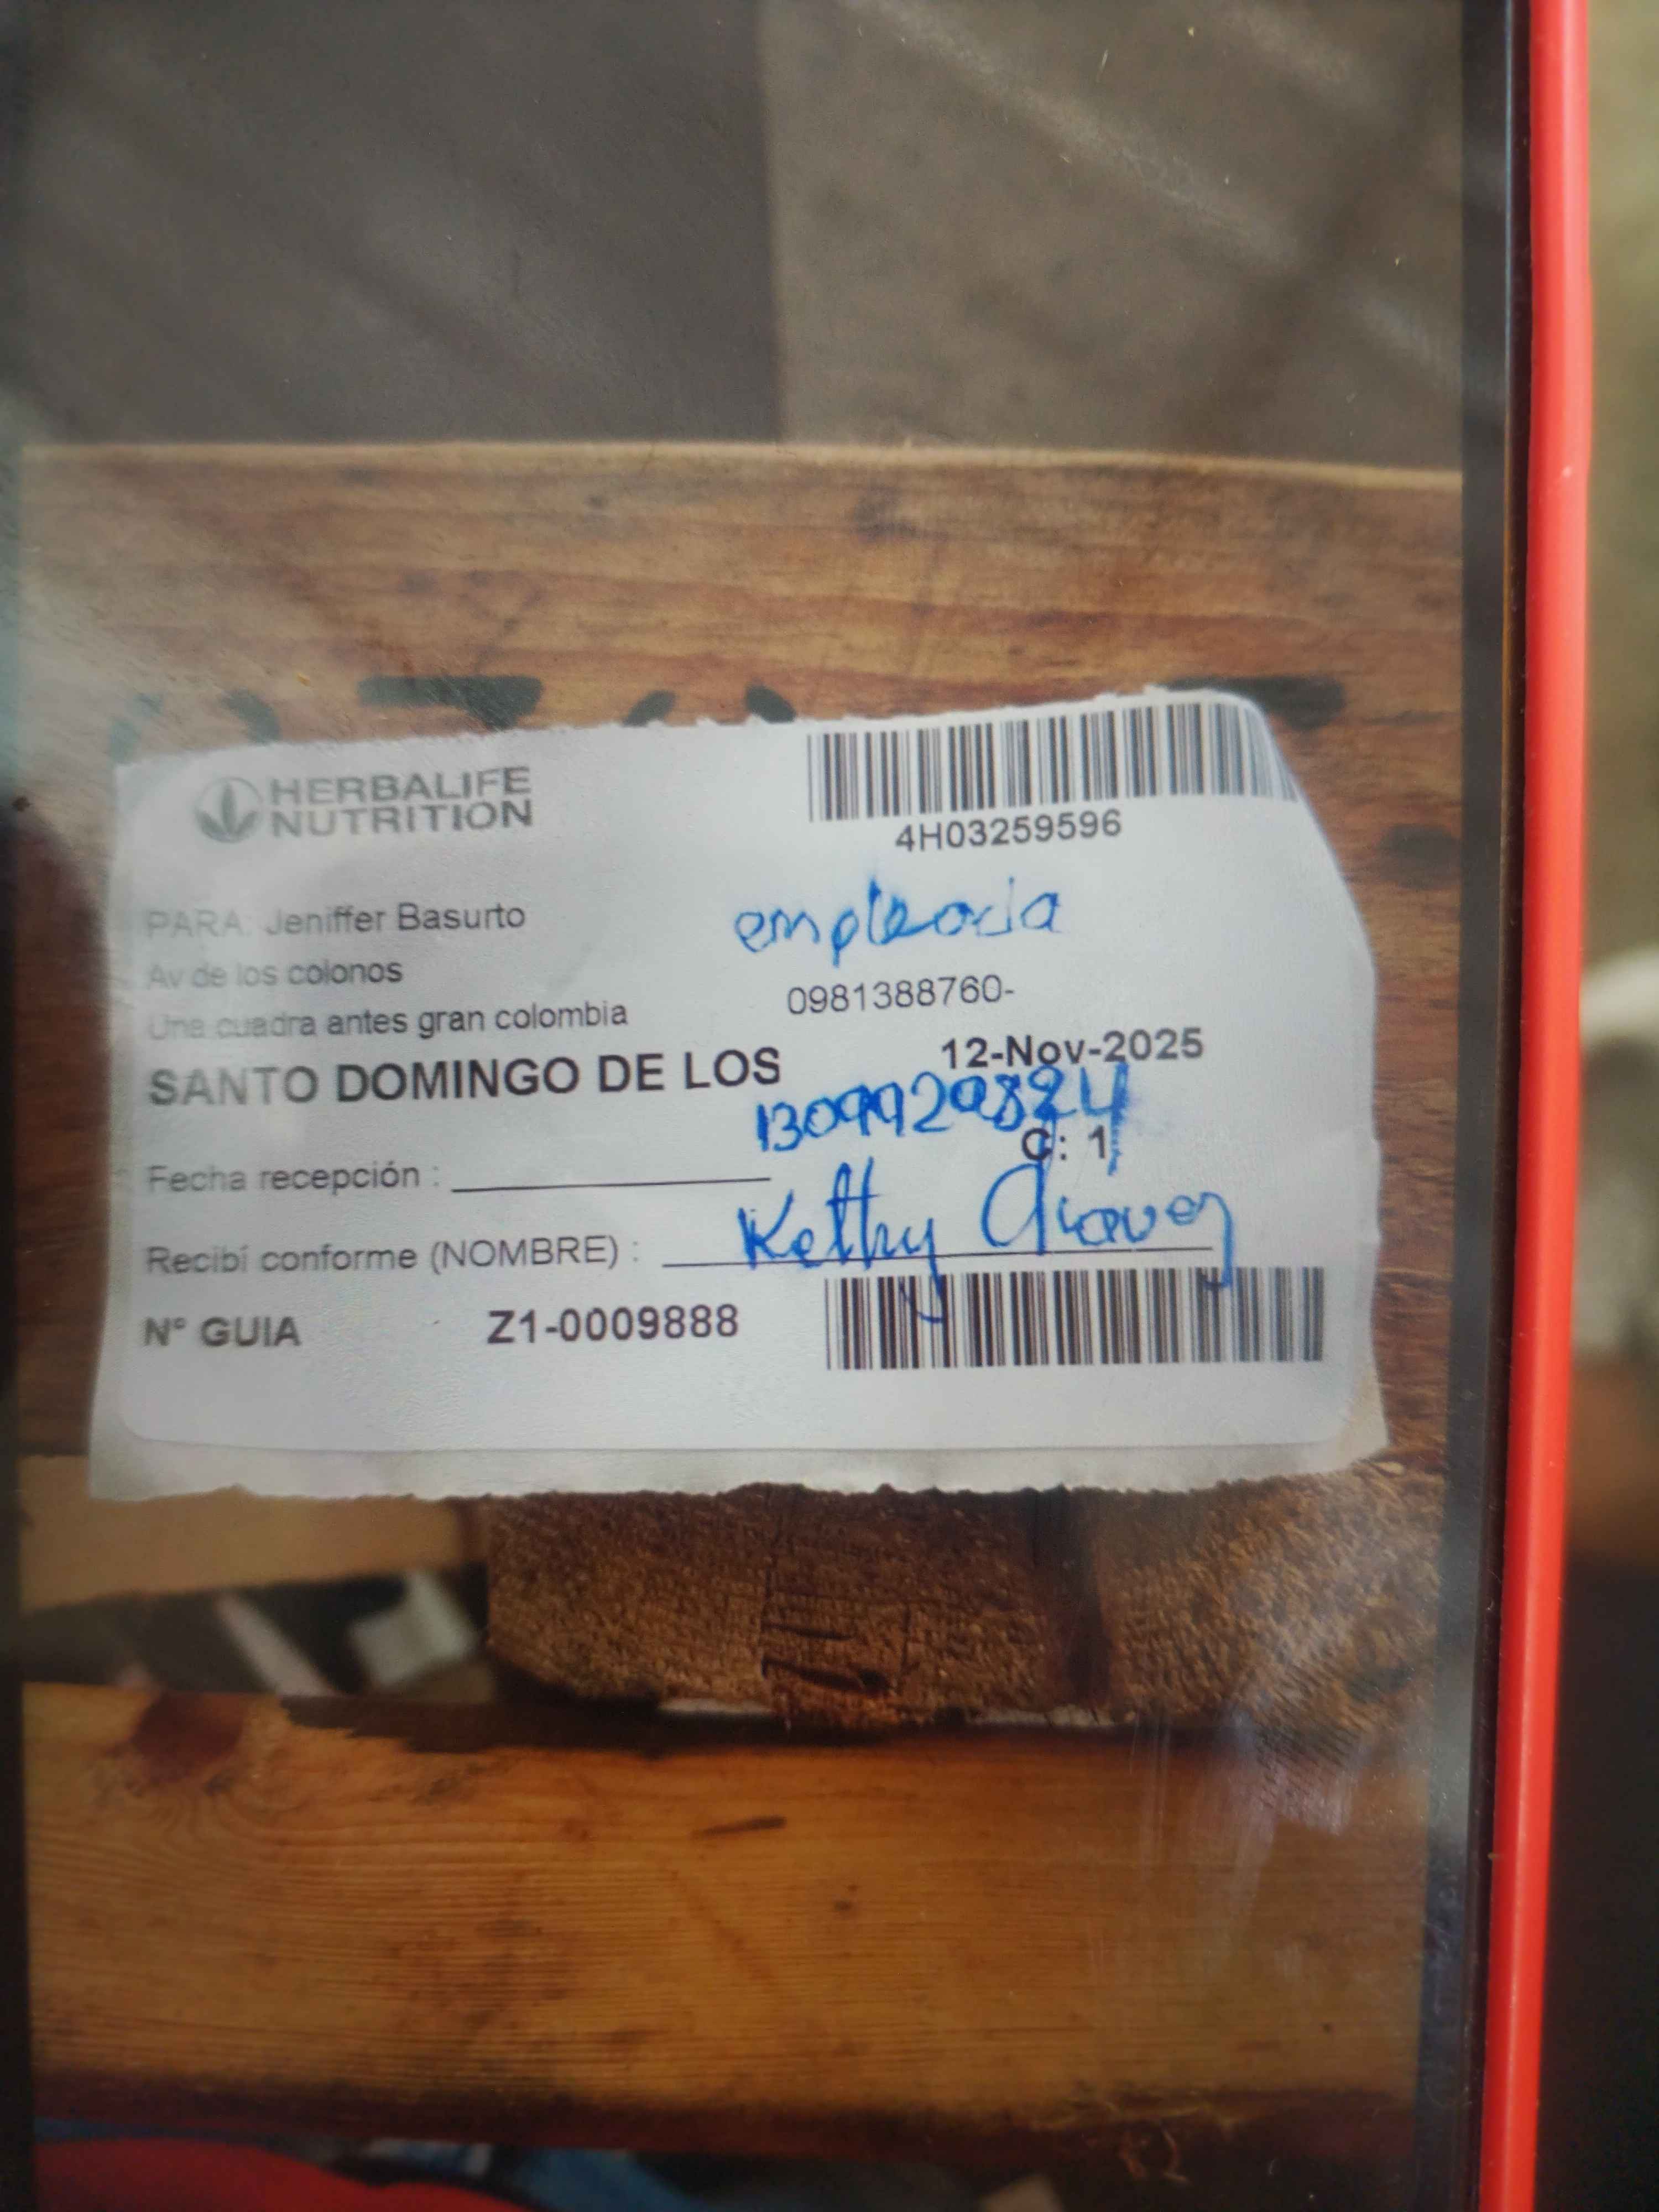 HERBALIFE
NUTRITION
4H03259596
PARA: Jeniffer Basurto
empleada
Av de los colonos
Una cuadra antes gran colombia
0981388760-
SANTO DOMINGO DE LOS
12-Nov-2025
1309920824
C: 1
Fecha recepción :
Recibí conforme (NOMBRE) : Kethy
N° GUIA Z1-0009888